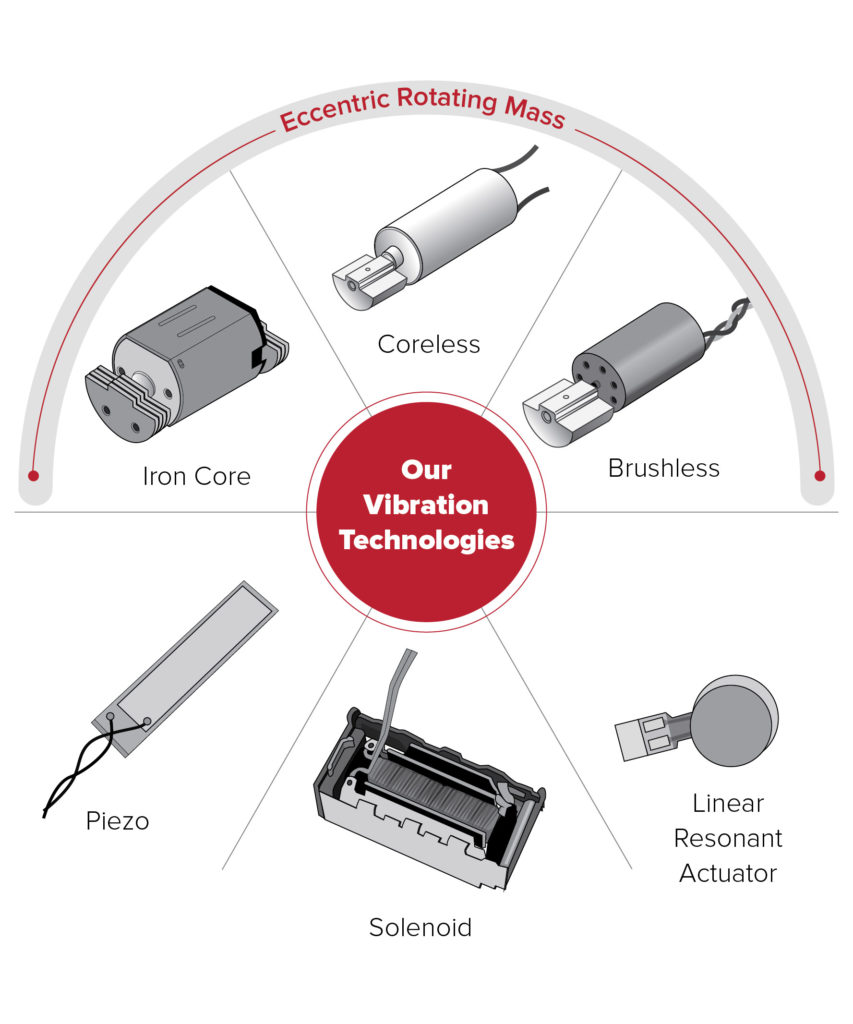 Eccentric Rotating Mass
Coreless
Iron Core
Brushless
Our
Vibration
Technologies
Piezo
Solenoid
Linear
Resonant
Actuator